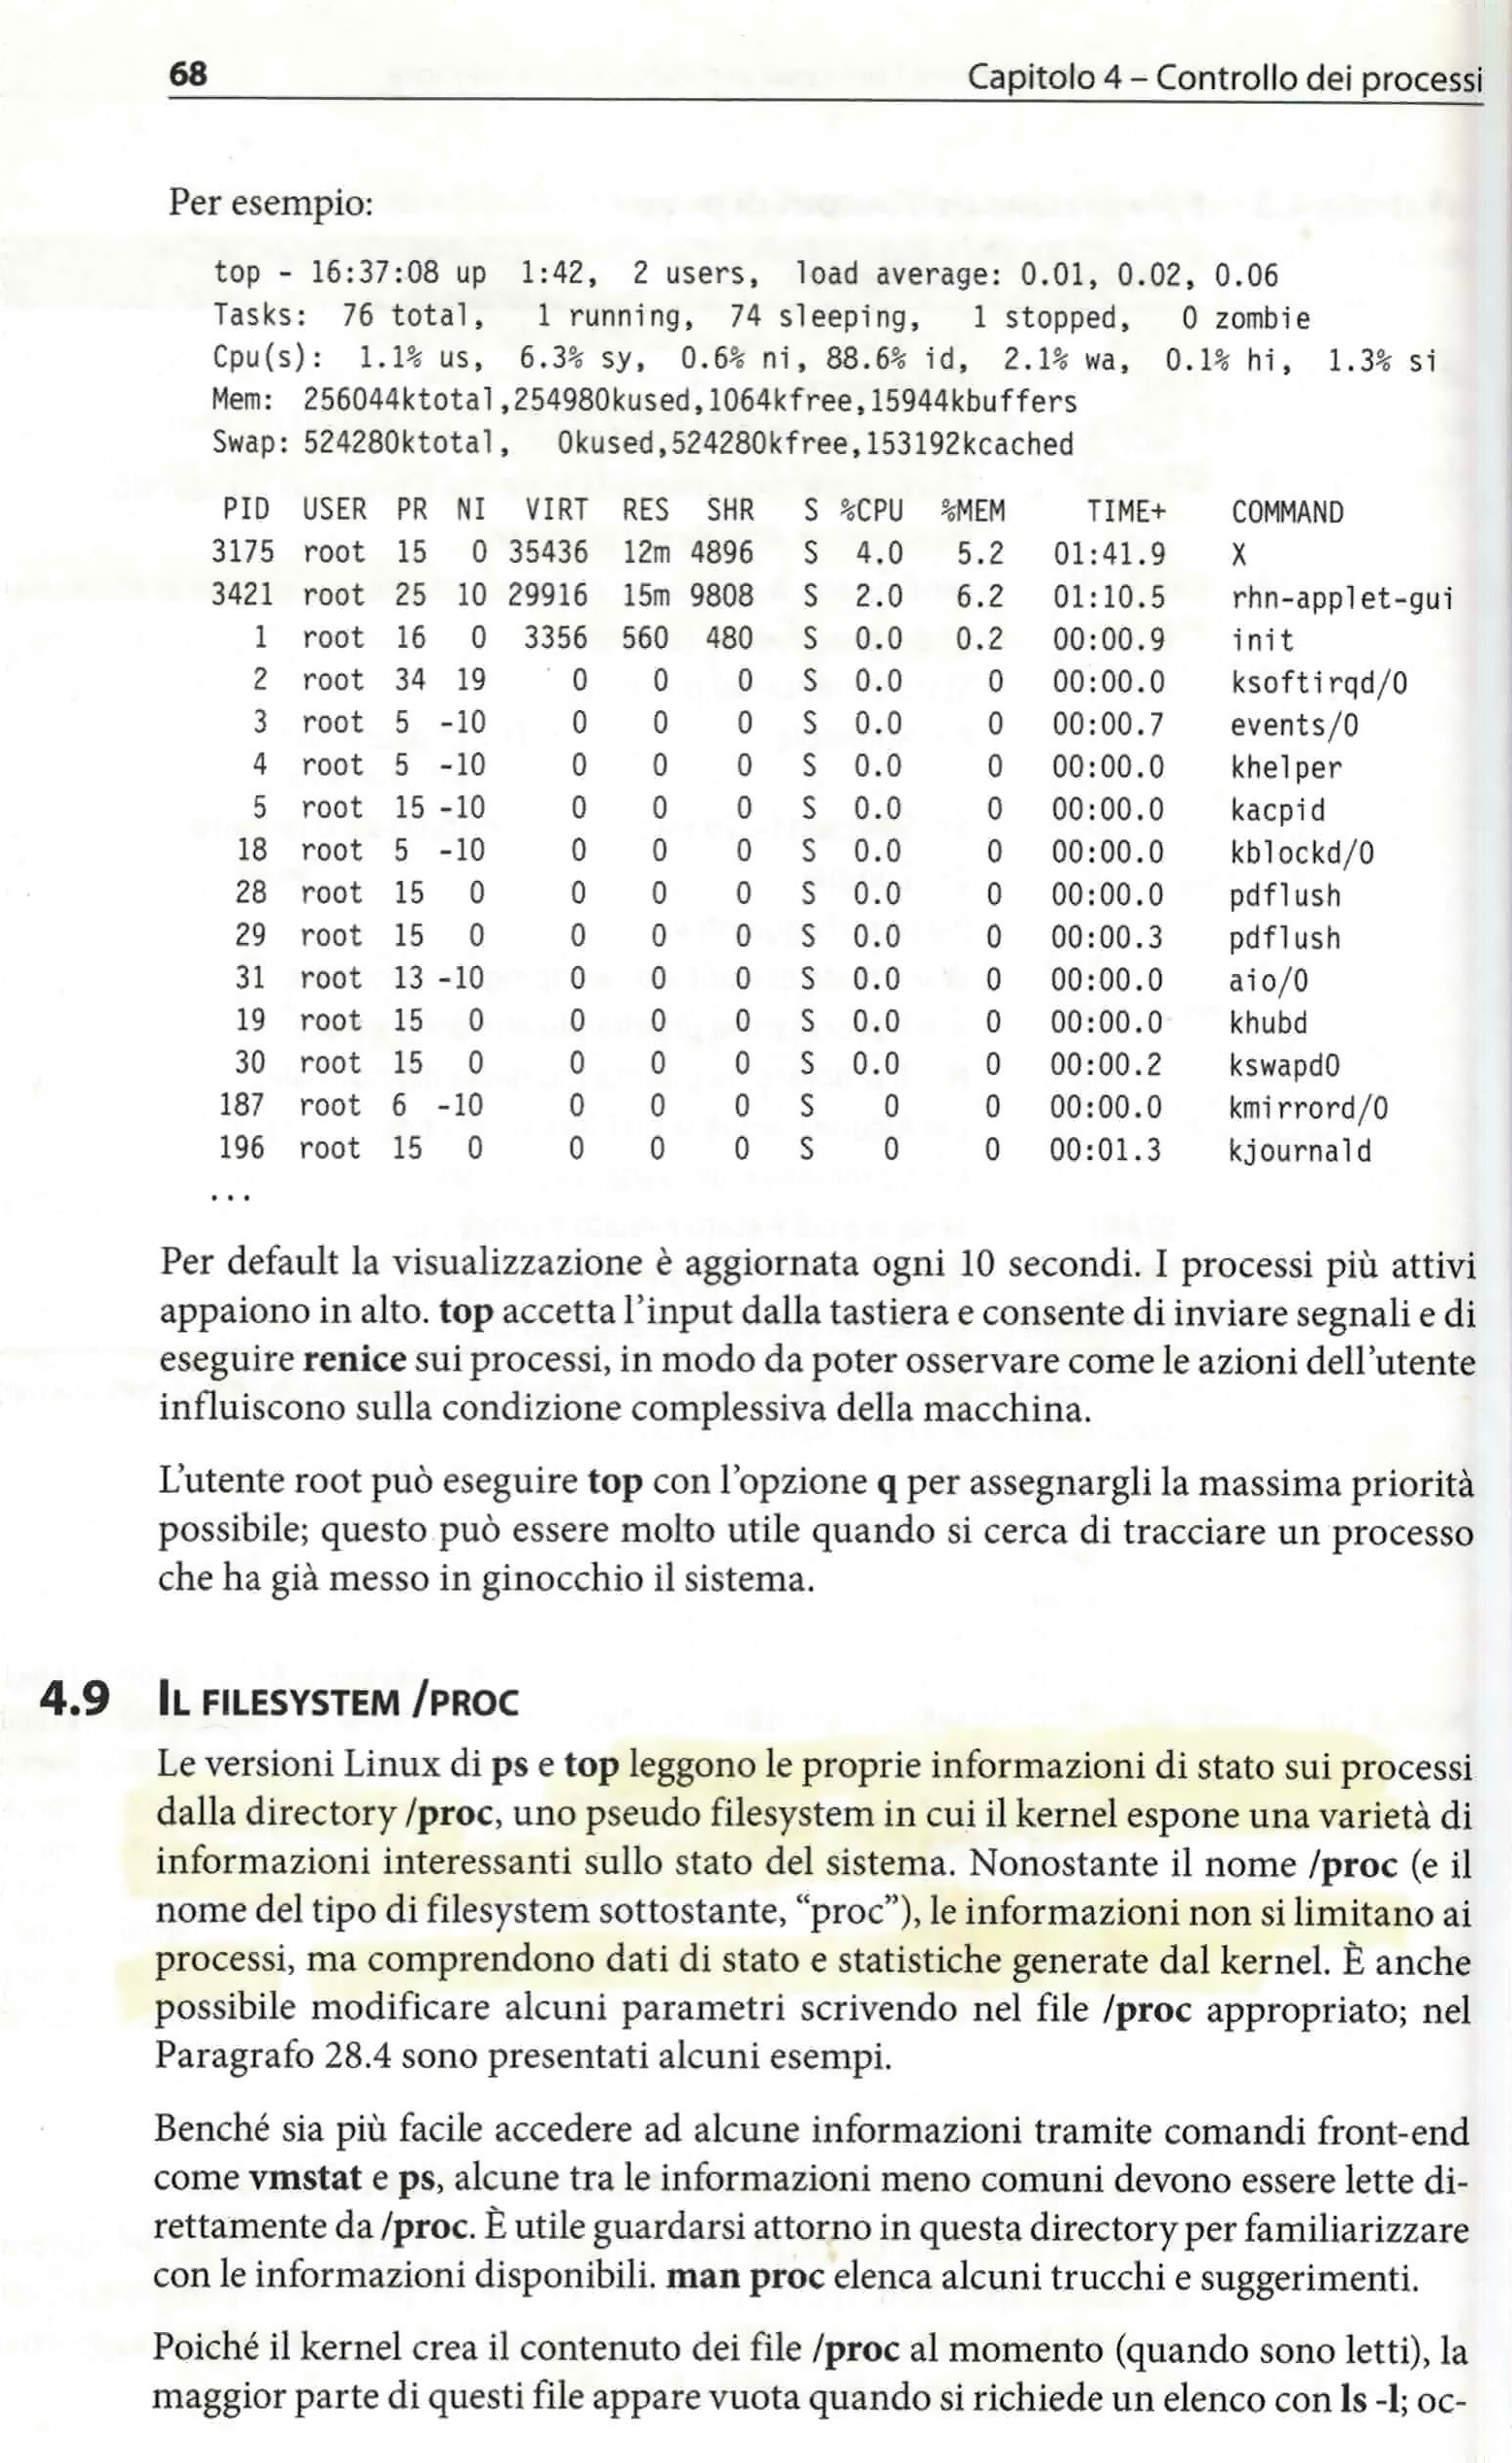 68 Capitolo 4 – Controllo dei processi
Per esempio:
top - 16:37:08 up 1:42, 2 users, load average: 0.01, 0.02, 0.06
Tasks: 76 total, 1 running, 74 sleeping, 1 stopped, 0 zombie
Cpu(s): 1.1% us, 6.3% sy, 0.6% ni, 88.6% id, 2.1% wa, 0.1% hi, 1.3% si
Mem: 256044ktotal,254980kused,1064kfree,15944kbuffers
Swap: 524280ktotal, 0kused,524280kfree,153192kcached
PID USER PR NI VIRT RES SHR S %CPU %MEM TIME+ COMMAND
3175 root 15 0 35436 12m 4896 S 4.0 5.2 01:41.9 X
3421 root 25 10 29916 15m 9808 S 2.0 6.2 01:10.5 rhn-applet-gui
1 root 16 0 3356 560 480 S 0.0 0.2 00:00.9 init
2 root 34 19 0 0 0 S 0.0 0 00:00.0 ksoftirqd/0
3 root 5 -10 0 0 0 S 0.0 0 00:00.7 events/0
4 root 5 -10 0 0 0 S 0.0 0 00:00.0 khelper
5 root 15 -10 0 0 0 S 0.0 0 00:00.0 kacpid
18 root 5 -10 0 0 0 S 0.0 0 00:00.0 kblockd/0
28 root 15 0 0 0 0 S 0.0 0 00:00.0 pdflush
29 root 15 0 0 0 0 S 0.0 0 00:00.3 pdflush
31 root 13 -10 0 0 0 S 0.0 0 00:00.0 aio/0
19 root 15 0 0 0 0 S 0.0 0 00:00.0 khubd
30 root 15 0 0 0 0 S 0.0 0 00:00.2 kswapd0
187 root 6 -10 0 0 0 S 0 0 00:00.0 kmirrord/0
196 root 15 0 0 0 0 S 0 0 00:01.3 kjournald
...
Per default la visualizzazione è aggiornata ogni 10 secondi. I processi più attivi
appaiono in alto. top accetta l’input dalla tastiera e consente di inviare segnali e di
eseguire renice sui processi, in modo da poter osservare come le azioni dell’utente
influiscono sulla condizione complessiva della macchina.
L’utente root può eseguire top con l’opzione q per assegnargli la massima priorità
possibile; questo può essere molto utile quando si cerca di tracciare un processo
che ha già messo in ginocchio il sistema.
4.9 IL FILESYSTEM /PROC
Le versioni Linux di ps e top leggono le proprie informazioni di stato sui processi
dalla directory /proc, uno pseudo filesystem in cui il kernel espone una varietà di
informazioni interessanti sullo stato del sistema. Nonostante il nome /proc (e il
nome del tipo di filesystem sottostante, “proc”), le informazioni non si limitano ai
processi, ma comprendono dati di stato e statistiche generate dal kernel. È anche
possibile modificare alcuni parametri scrivendo nel file /proc appropriato; nel
Paragrafo 28.4 sono presentati alcuni esempi.
Benché sia più facile accedere ad alcune informazioni tramite comandi front-end
come vmstat e ps, alcune tra le informazioni meno comuni devono essere lette di-
rettamente da /proc. È utile guardarsi attorno in questa directory per familiarizzare
con le informazioni disponibili. man proc elenca alcuni trucchi e suggerimenti.
Poiché il kernel crea il contenuto dei file /proc al momento (quando sono letti), la
maggior parte di questi file appare vuota quando si richiede un elenco con ls -l; oc-